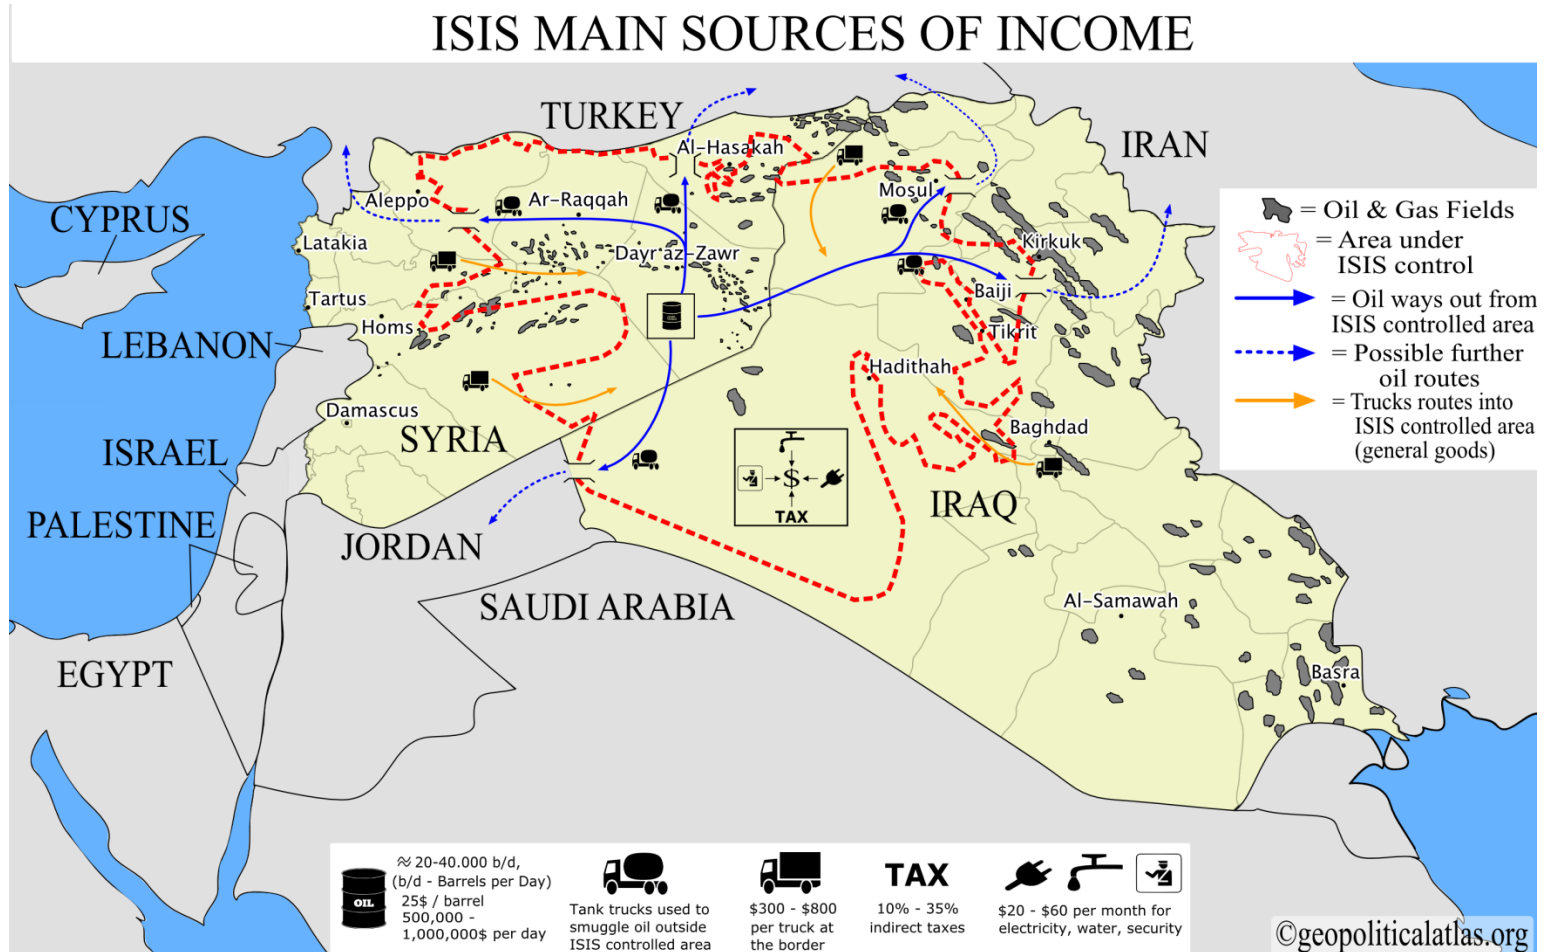 ISIS MAIN SOURCES OF INCOME
TURKEY
IRAN
Al-Hasakah
Mosul
Aleppo
Ar-Raqqah
CYPRUS
Latakia
Dayr az-Zawr
Kirkuk
Baiji
Tartus
Homs
Tikrit
LEBANON
Hadithah
Damascus
SYRIA
Baghdad
ISRAEL
IRAQ
PALESTINE
JORDAN
SAUDI ARABIA
Al-Samawah
EGYPT
Basra
OIL
$
TAX
= Oil & Gas Fields
= Area under
ISIS control
= Oil ways out from
ISIS controlled area
= Possible further
oil routes
= Trucks routes into
ISIS controlled area
(general goods)
OIL
≈ 20-40.000 b/d,
(b/d - Barrels per Day)
25$ / barrel
500,000 -
1,000,000$ per day
Tank trucks used to
smuggle oil outside
ISIS controlled area
$300 - $800
per truck at
the border
TAX
10% - 35%
indirect taxes
$20 - $60 per month for
electricity, water, security
©geopoliticalatlas.org